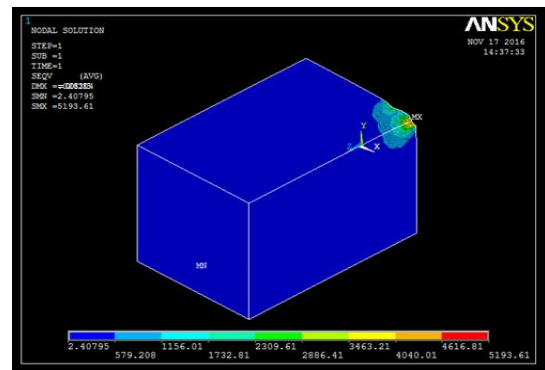 1
NODAL SOLUTION
ANSYS
NOV 17 2016
14:37:33
STEP=1
SUB =1
TIME=1
SEQV (AVG)
DMX
SMN =2.40795
SMX =5193.61
MX
Y
Z X
MN
2.40795 1156.01 2309.61 3463.21 4616.81
579.208 1732.81 2886.41 4040.01 5193.61